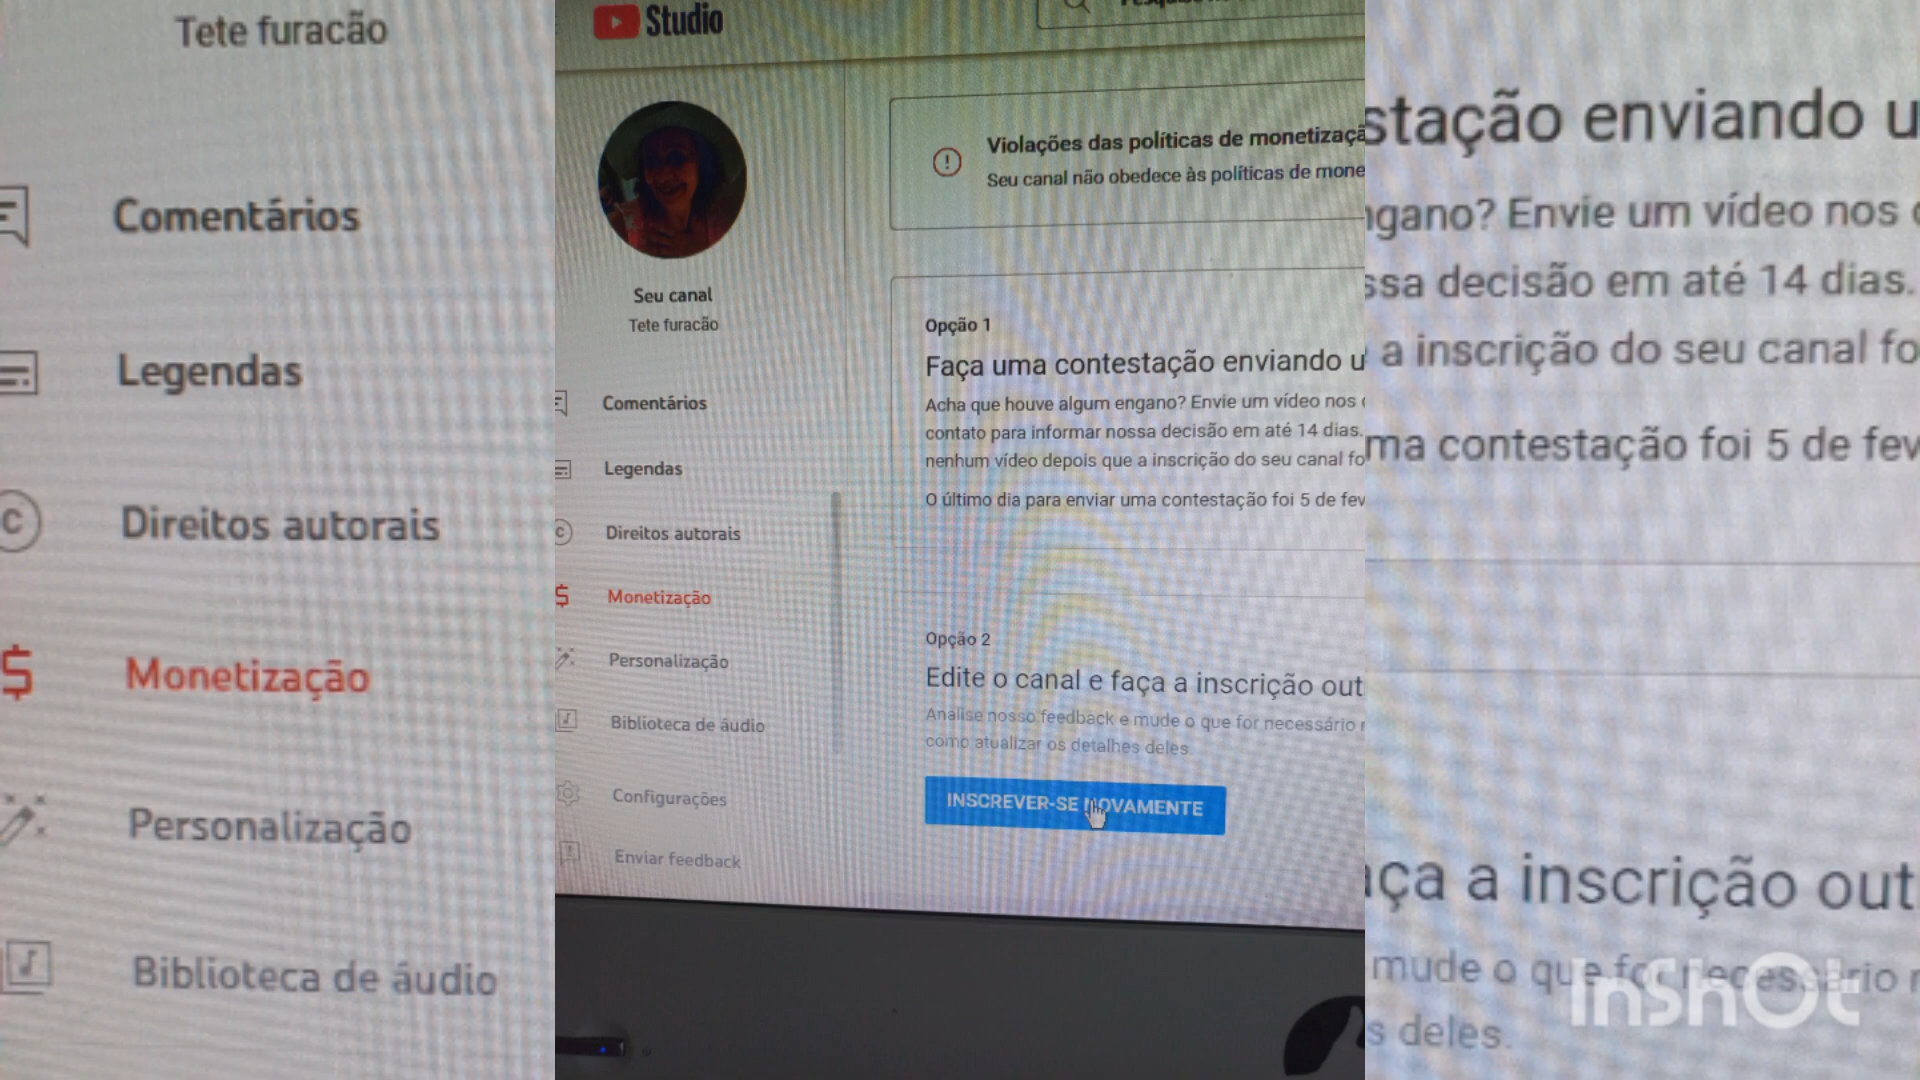 Tete furacão
Comentários
Legendas
Direitos autorais
Monetização
Personalização
Biblioteca de áudio
Studio
Seu canal
Tete furacão
Comentários
Legendas
Direitos autorais
Monetização
Personalização
Biblioteca de áudio
Configurações
Enviar feedback
Violações das políticas de monetizaçã
Seu canal não obedece às políticas de mone
Opção 1
Faça uma contestação enviando u
Acha que houve algum engano? Envie um vídeo nos
contato para informar nossa decisão em até 14 dias.
nenhum vídeo depois que a inscrição do seu canal fo
O último dia para enviar uma contestação foi 5 de fev
Opção 2
Edite o canal e faça a inscrição out
Analise nosso feedback e mude o que for necessário
como atualizar os detalhes deles.
INSCREVER-SE NOVAMENTE
stação enviando u
ngano? Envie um vídeo nos
ssa decisão em até 14 dias.
a inscrição do seu canal fo
ma contestação foi 5 de fev
ça a inscrição out
mude o que for necessário
s deles.
InShOt